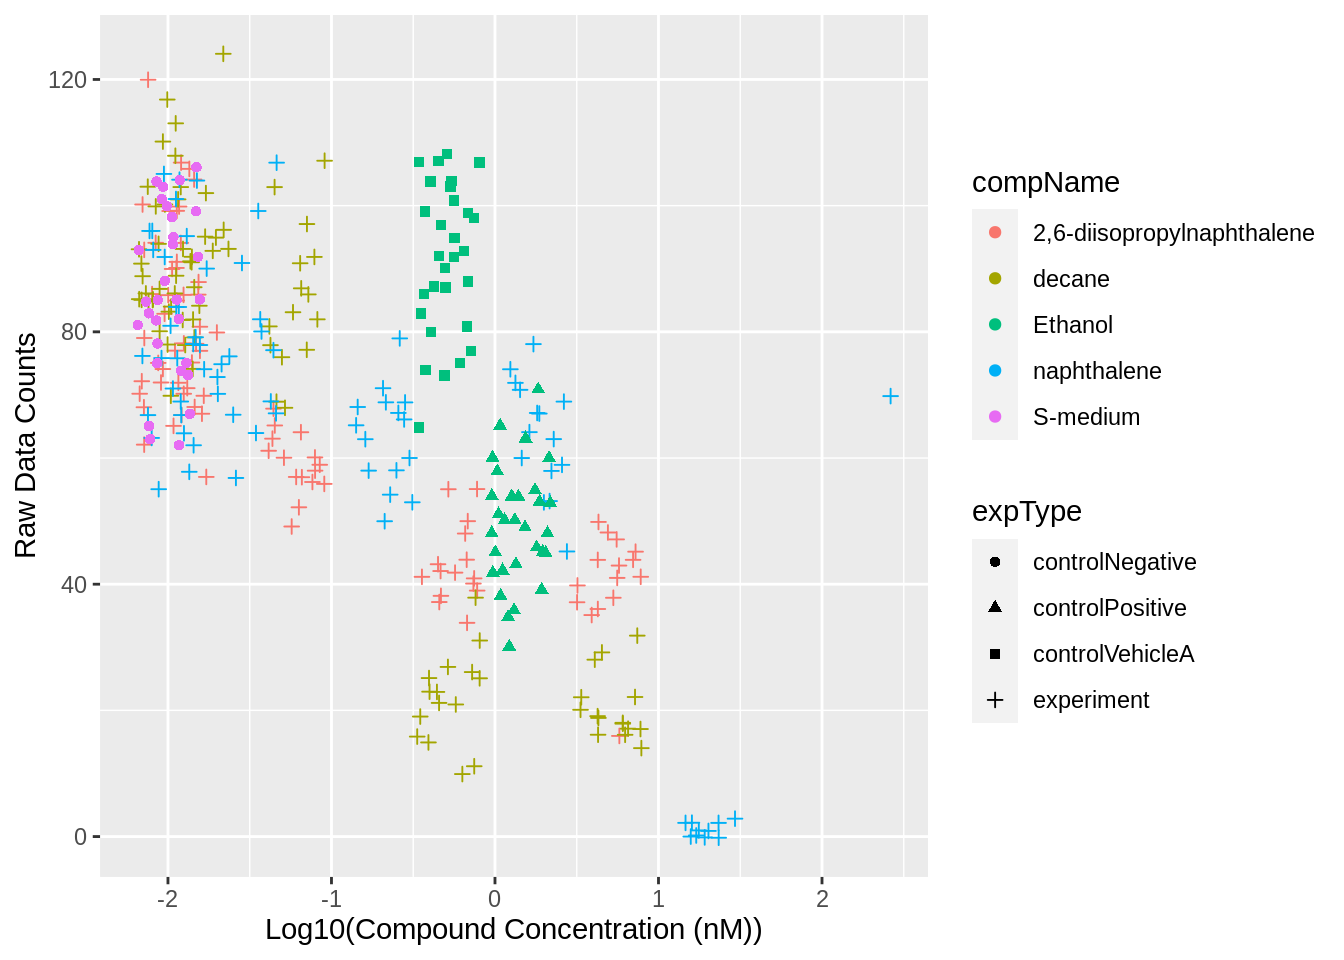 120
80
40
0
Raw Data Counts
-2 -1 0 1 2
Log10(Compound Concentration (nM))
compName
2,6-diisopropylnaphthalene
decane
Ethanol
naphthalene
S-medium
expType
controlNegative
controlPositive
controlVehicleA
experiment